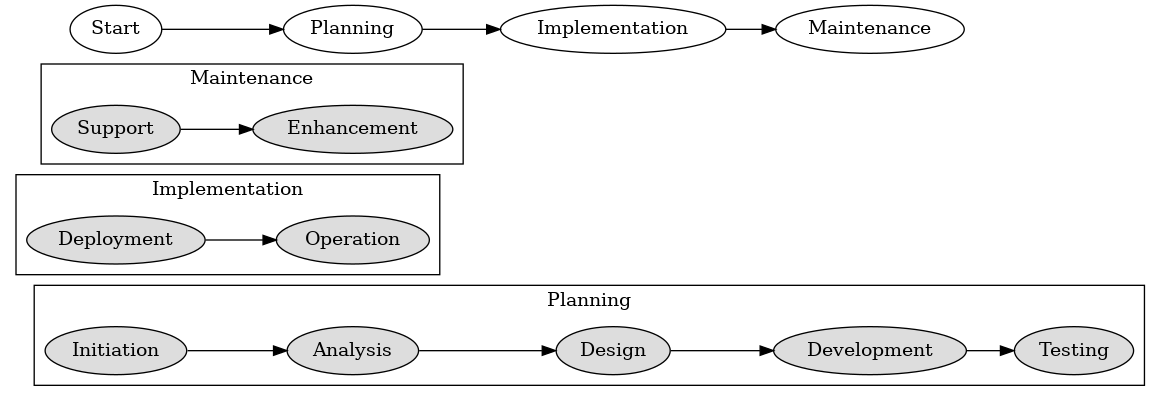 Start Planning Implementation Maintenance
Maintenance
Support Enhancement
Implementation
Deployment Operation
Planning
Initiation Analysis Design Development Testing